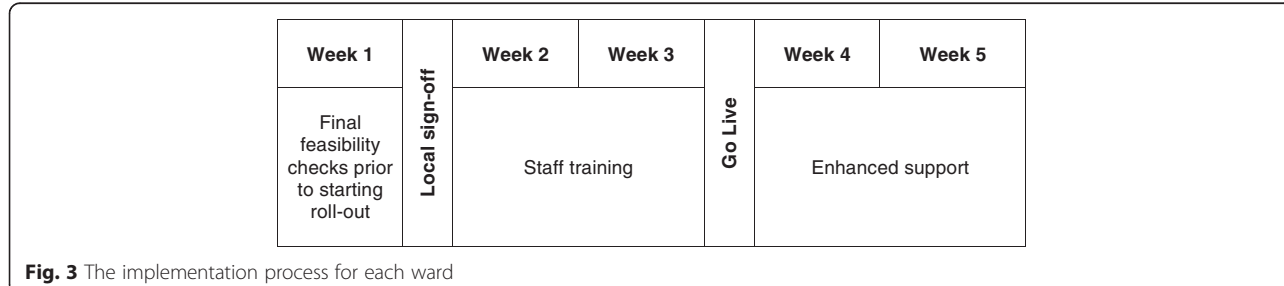 Week 1
Local sign-off
Week 2
Week 3
Go Live
Week 4
Week 5
Final
feasibility
checks prior
to starting
roll-out
Staff training
Enhanced support
Fig. 3 The implementation process for each ward